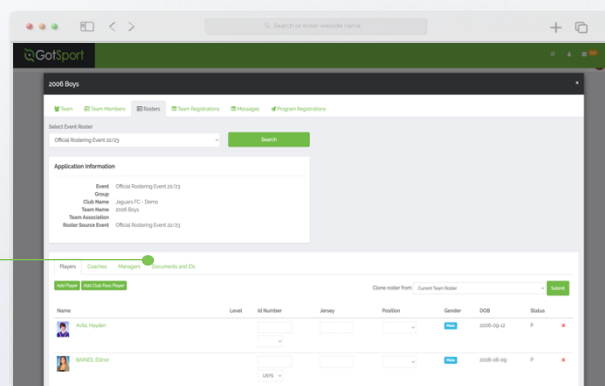 Search or enter website name
GotSport
2006 Boys
Team Team Members Rosters Team Registrations Messages Program Registrations
Select Event Roster
Official Rostering Event 22/23 Search
Application Information
Event Official Rostering Event 22/23
Group
Club Name Jaguars FC - Demo
Team Name 2006 Boys
Team Association
Roster Source Event Official Rostering Event 22/23
Players Coaches Managers Documents and IDs
Add Player Add Club Pass Player Clone roster from Current Team Roster Submit
Name Level Id Number Jersey Position Gender DOB Status
Avila, Hayden Male 2006-09-12 P
BAINES, Elinor Male 2006-06-09 P
USYS